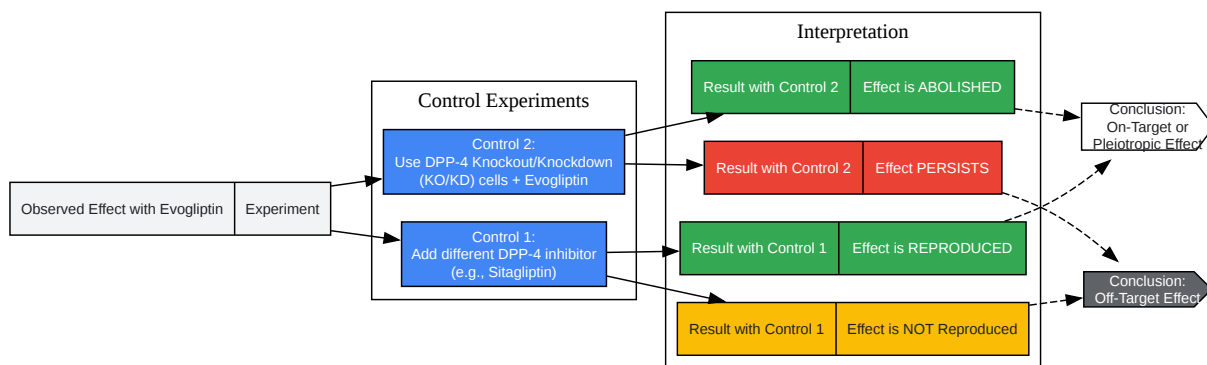 Observed Effect with Evogliptin
Experiment
Control Experiments
Control 2:
Use DPP-4 Knockout/Knockdown
(KO/KD) cells + Evogliptin
Control 1:
Add different DPP-4 inhibitor
(e.g., Sitagliptin)
Interpretation
Result with Control 2
Effect is ABOLISHED
Result with Control 2
Effect PERSISTS
Result with Control 1
Effect is REPRODUCED
Result with Control 1
Effect is NOT Reproduced
Conclusion:
On-Target or
Pleiotropic Effect
Conclusion:
Off-Target Effect